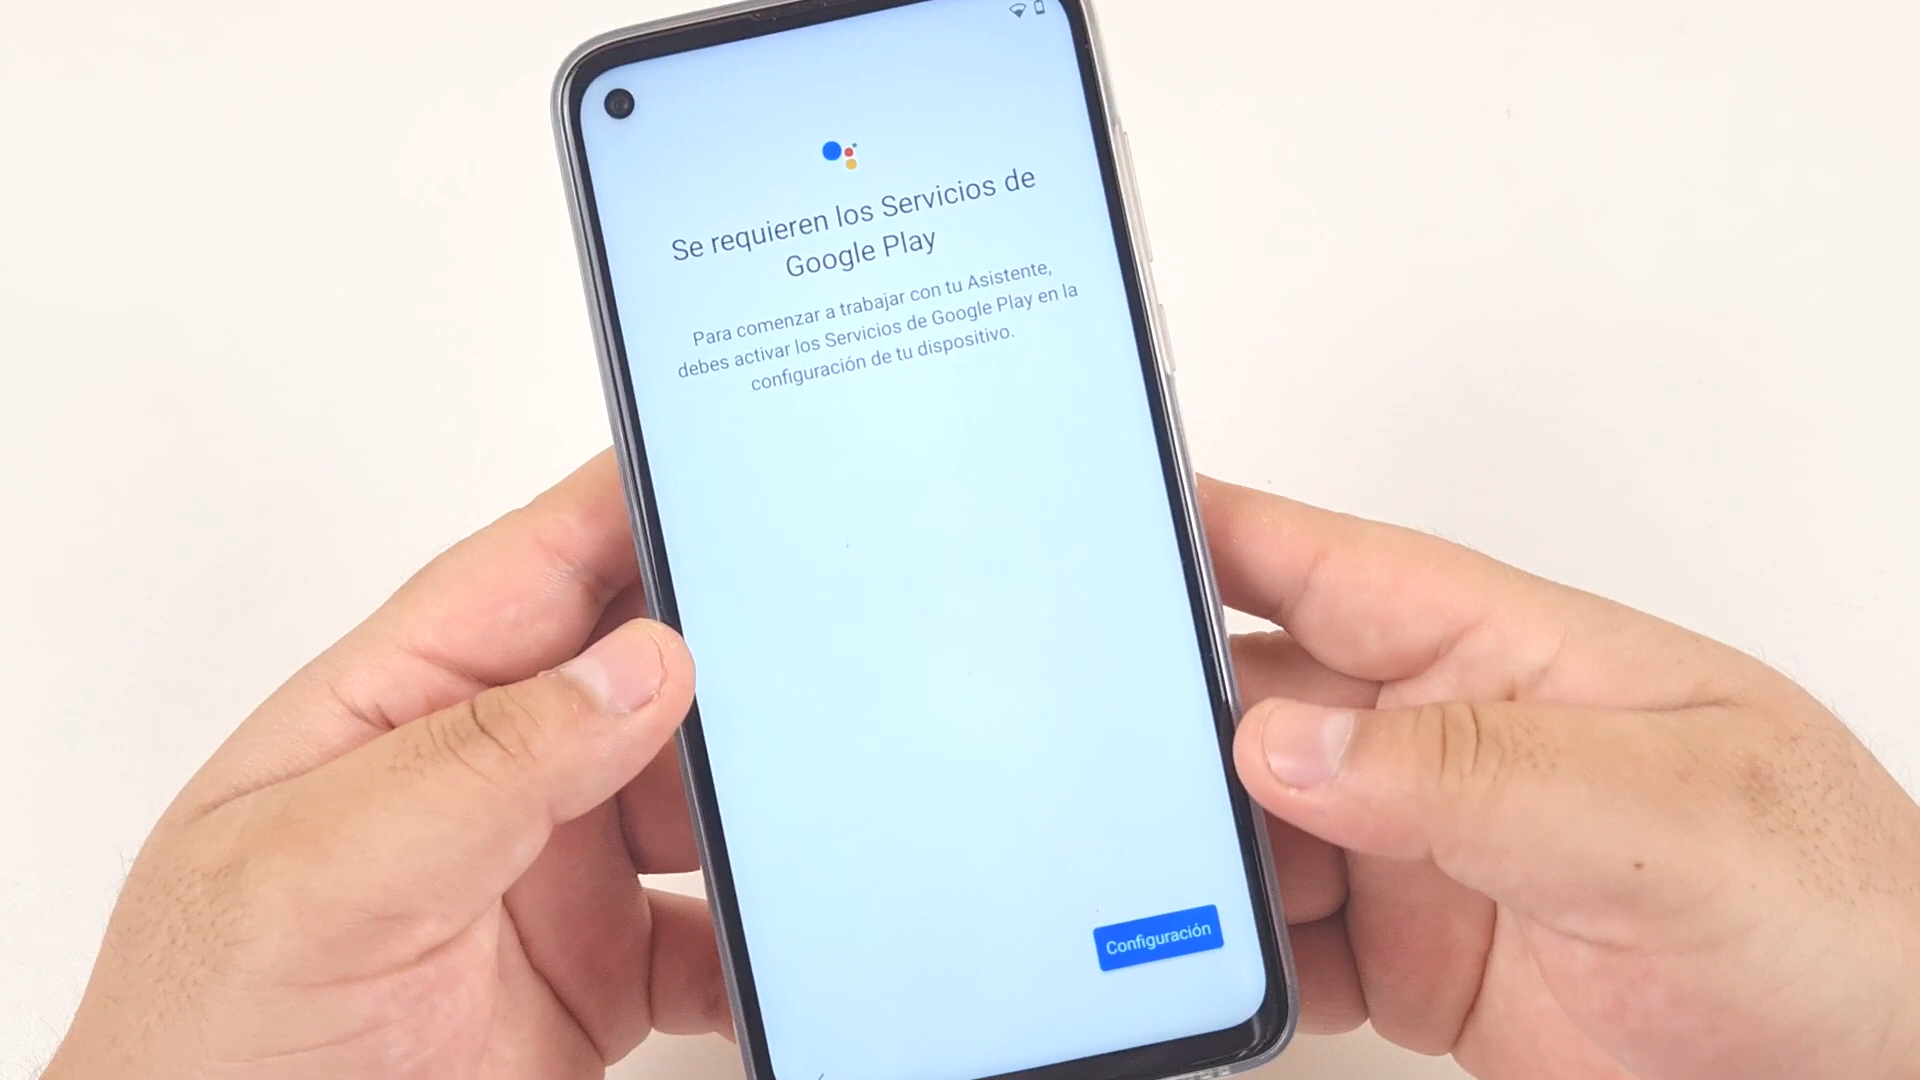 Se requieren los Servicios de
Google Play
Para comenzar a trabajar con tu Asistente,
debes activar los Servicios de Google Play en la
configuración de tu dispositivo.
Configuración